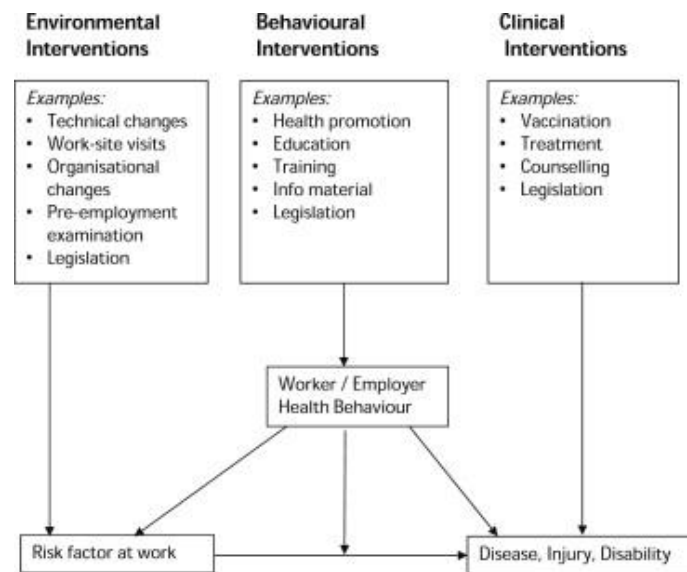 Environmental
Interventions
Examples:
• Technical changes
• Work-site visits
• Organisational
changes
• Pre-employment
examination
• Legislation
Behavioural
Interventions
Examples:
• Health promotion
• Education
• Training
• Info material
• Legislation
Clinical
Interventions
Examples:
• Vaccination
• Treatment
• Counselling
• Legislation
Worker / Employer
Health Behaviour
Risk factor at work
Disease, Injury, Disability